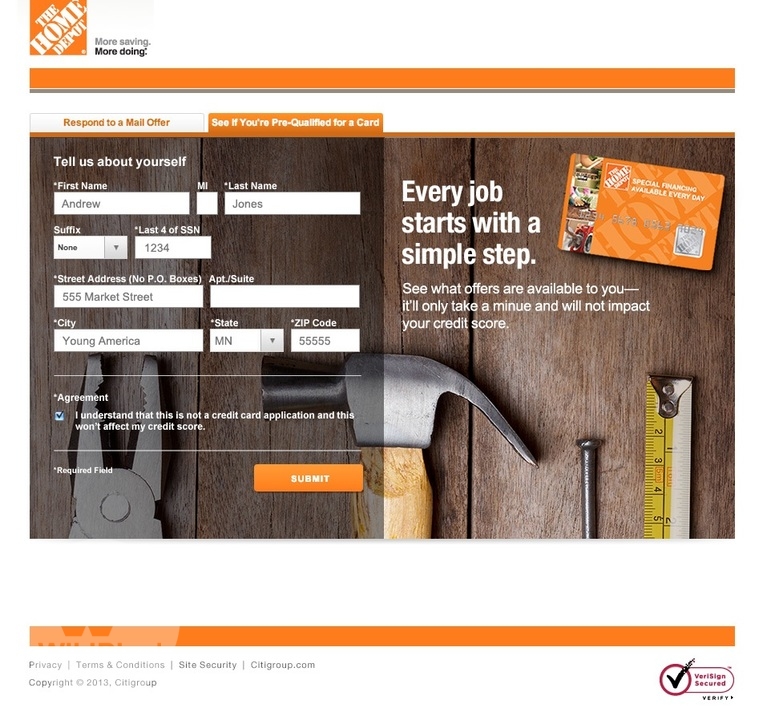 THE
HOME
DEPOT
More saving.
More doing.
Respond to a Mail Offer
See If You're Pre-Qualified for a Card
Tell us about yourself
*First Name MI *Last Name
Andrew Jones
Suffix *Last 4 of SSN
None 1234
*Street Address (No P.O. Boxes) Apt./Suite
555 Market Street
*City *State *ZIP Code
Young America MN 55555
*Agreement
I understand that this is not a credit card application and this
won't affect my credit score.
*Required Field
SUBMIT
Every job
starts with a
simple step.
See what offers are available to you—
it'll only take a minue and will not impact
your credit score.
THE
HOME
DEPOT
SPECIAL FINANCING
AVAILABLE EVERY DAY
Privacy | Terms & Conditions | Site Security | Citigroup.com
Copyright © 2013, Citigroup
VeriSign
Secured
VERIFY